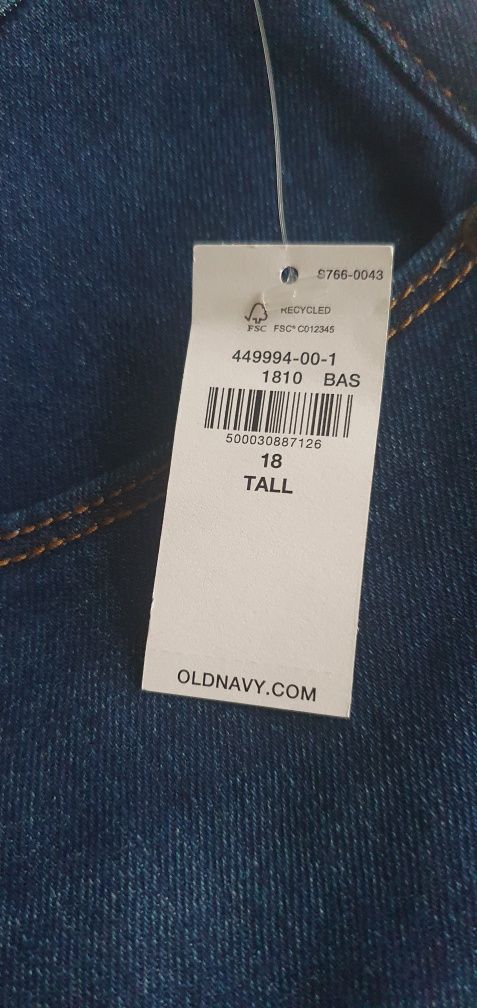 S766-0043
RECYCLED
FSC FSC® C012345
449994-00-1
1810 BAS
500030887126
18
TALL
OLDNAVY.COM